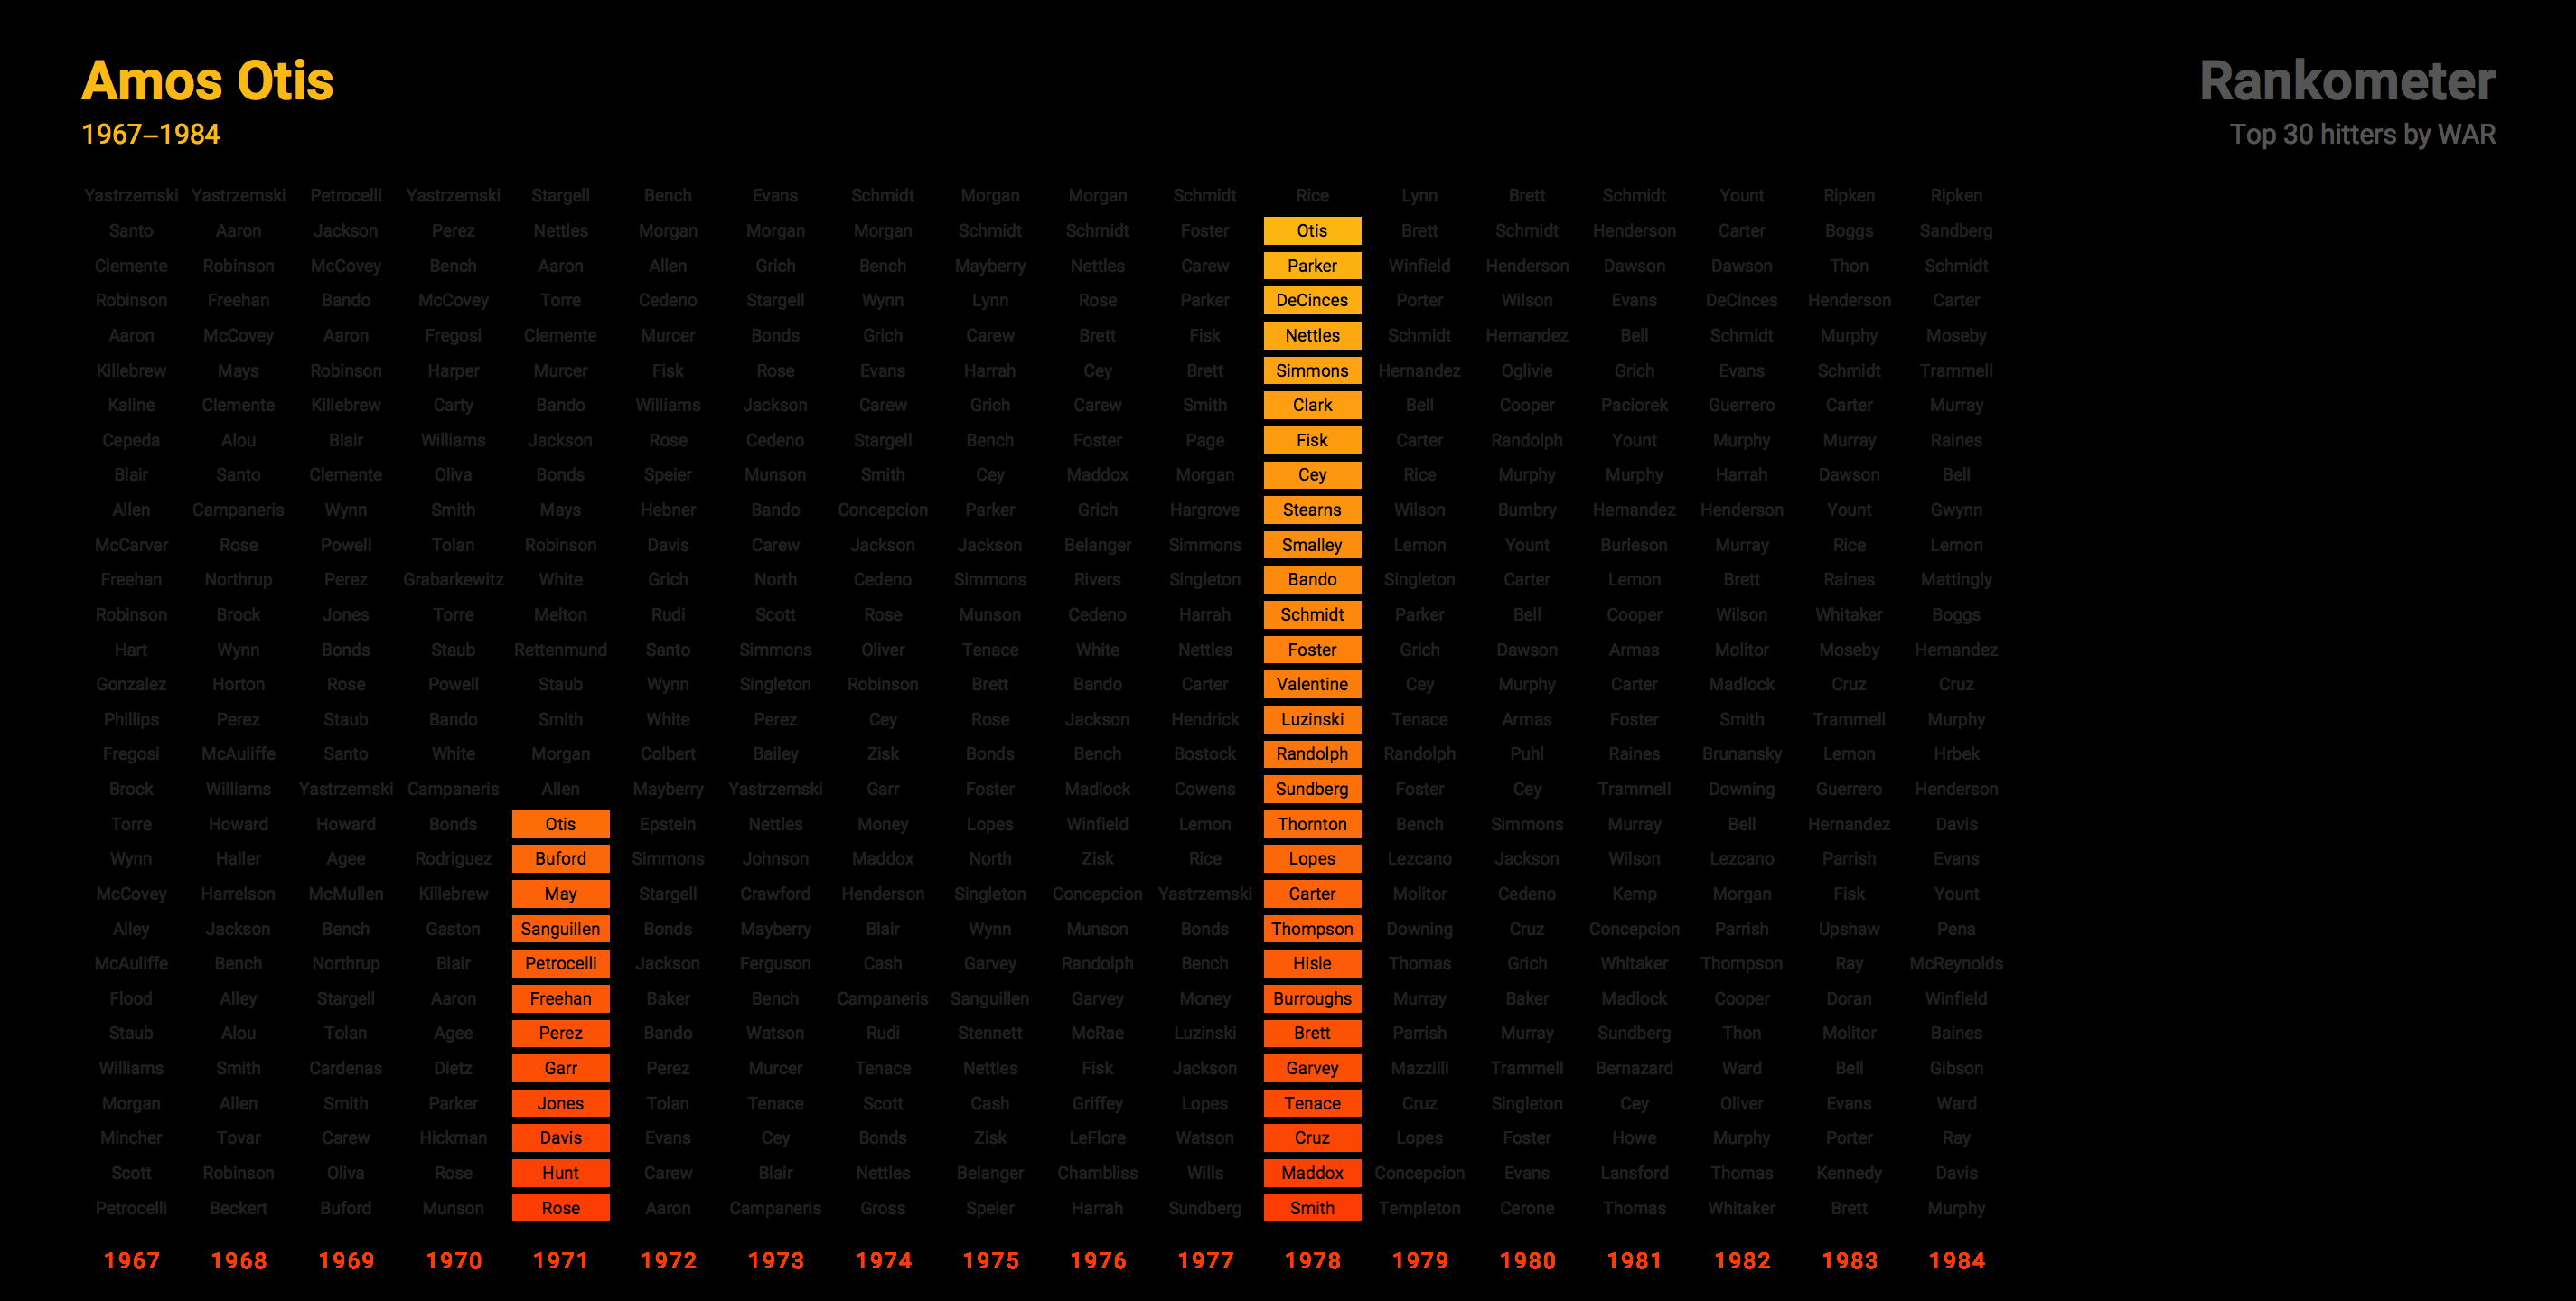 Amos Otis Rankometer
1967–1984 Top 30 hitters by WAR
Yastrzemski Yastrzemski Petrocelli Yastrzemski Stargell Bench Evans Schmidt Morgan Morgan Schmidt Rice Lynn Brett Schmidt Yount Ripken Ripken
Santo Aaron Jackson Perez Nettles Morgan Morgan Morgan Schmidt Schmidt Foster Otis Brett Schmidt Henderson Carter Boggs Sandberg
Clemente Robinson McCovey Bench Aaron Allen Grich Bench Mayberry Nettles Carew Parker Winfield Henderson Dawson Dawson Thon Schmidt
Robinson Freehan Bando McCovey Torre Cedeno Stargell Wynn Lynn Rose Parker DeCinces Porter Wilson Evans DeCinces Henderson Carter
Aaron McCovey Aaron Fregosi Clemente Murcer Bonds Grich Carew Brett Fisk Nettles Schmidt Hernandez Bell Schmidt Murphy Moseby
Killebrew Mays Robinson Harper Murcer Fisk Rose Evans Harrah Cey Brett Simmons Hernandez Oglivie Grich Evans Schmidt Trammell
Kaline Clemente Killebrew Carty Bando Williams Jackson Carew Grich Carew Smith Clark Bell Cooper Paciorek Guerrero Carter Murray
Cepeda Alou Blair Williams Jackson Rose Cedeno Stargell Bench Foster Page Fisk Carter Randolph Yount Murphy Murray Raines
Blair Santo Clemente Oliva Bonds Speier Munson Smith Cey Maddox Morgan Cey Rice Murphy Murphy Harrah Dawson Bell
Allen Campaneris Wynn Smith Mays Hebner Bando Concepcion Parker Grich Hargrove Stearns Wilson Bumbry Hernandez Henderson Yount Gwynn
McCarver Rose Powell Tolan Robinson Davis Carew Jackson Jackson Belanger Simmons Smalley Lemon Yount Burleson Murray Rice Lemon
Freehan Northrup Perez Grabarkewitz White Grich North Cedeno Simmons Rivers Singleton Bando Singleton Carter Lemon Brett Raines Mattingly
Robinson Brock Jones Torre Melton Rudi Scott Rose Munson Cedeno Harrah Schmidt Parker Bell Cooper Wilson Whitaker Boggs
Hart Wynn Bonds Staub Rettenmund Santo Simmons Oliver Tenace White Nettles Foster Grich Dawson Armas Molitor Moseby Hernandez
Gonzalez Horton Rose Powell Staub Wynn Singleton Robinson Brett Bando Carter Valentine Cey Murphy Carter Madlock Cruz Cruz
Phillips Perez Staub Bando Smith White Perez Cey Rose Jackson Hendrick Luzinski Tenace Armas Foster Smith Trammell Murphy
Fregosi McAuliffe Santo White Morgan Colbert Bailey Zisk Bonds Bench Bostock Randolph Randolph Puhl Raines Brunansky Lemon Hrbek
Brock Williams Yastrzemski Campaneris Allen Mayberry Yastrzemski Garr Foster Madlock Cowens Sundberg Foster Cey Trammell Downing Guerrero Henderson
Torre Howard Howard Bonds Otis Epstein Nettles Money Lopes Winfield Lemon Thornton Bench Simmons Murray Bell Hernandez Davis
Wynn Haller Agee Rodriguez Buford Simmons Johnson Maddox North Zisk Rice Lopes Lezcano Jackson Wilson Lezcano Parrish Evans
McCovey Harrelson McMullen Killebrew May Stargell Crawford Henderson Singleton Concepcion Yastrzemski Carter Molitor Cedeno Kemp Morgan Fisk Yount
Alley Jackson Bench Gaston Sanguillen Bonds Mayberry Blair Wynn Munson Bonds Thompson Downing Cruz Concepcion Parrish Upshaw Pena
McAuliffe Bench Northrup Blair Petrocelli Jackson Ferguson Cash Garvey Randolph Bench Hisle Thomas Grich Whitaker Thompson Ray McReynolds
Flood Alley Stargell Aaron Freehan Baker Bench Campaneris Sanguillen Garvey Money Burroughs Murray Baker Madlock Cooper Doran Winfield
Staub Alou Tolan Agee Perez Bando Watson Rudi Stennett McRae Luzinski Brett Parrish Murray Sundberg Thon Molitor Baines
Williams Smith Cardenas Dietz Garr Perez Murcer Tenace Nettles Fisk Jackson Garvey Mazzilli Trammell Bernazard Ward Bell Gibson
Morgan Allen Smith Parker Jones Tolan Tenace Scott Cash Griffey Lopes Tenace Cruz Singleton Cey Oliver Evans Ward
Mincher Tovar Carew Hickman Davis Evans Cey Bonds Zisk LeFlore Watson Cruz Lopes Foster Howe Murphy Porter Ray
Scott Robinson Oliva Rose Hunt Carew Blair Nettles Belanger Chambliss Wills Maddox Concepcion Evans Lansford Thomas Kennedy Davis
Petrocelli Beckert Buford Munson Rose Aaron Campaneris Gross Speier Harrah Sundberg Smith Templeton Cerone Thomas Whitaker Brett Murphy
1967 1968 1969 1970 1971 1972 1973 1974 1975 1976 1977 1978 1979 1980 1981 1982 1983 1984